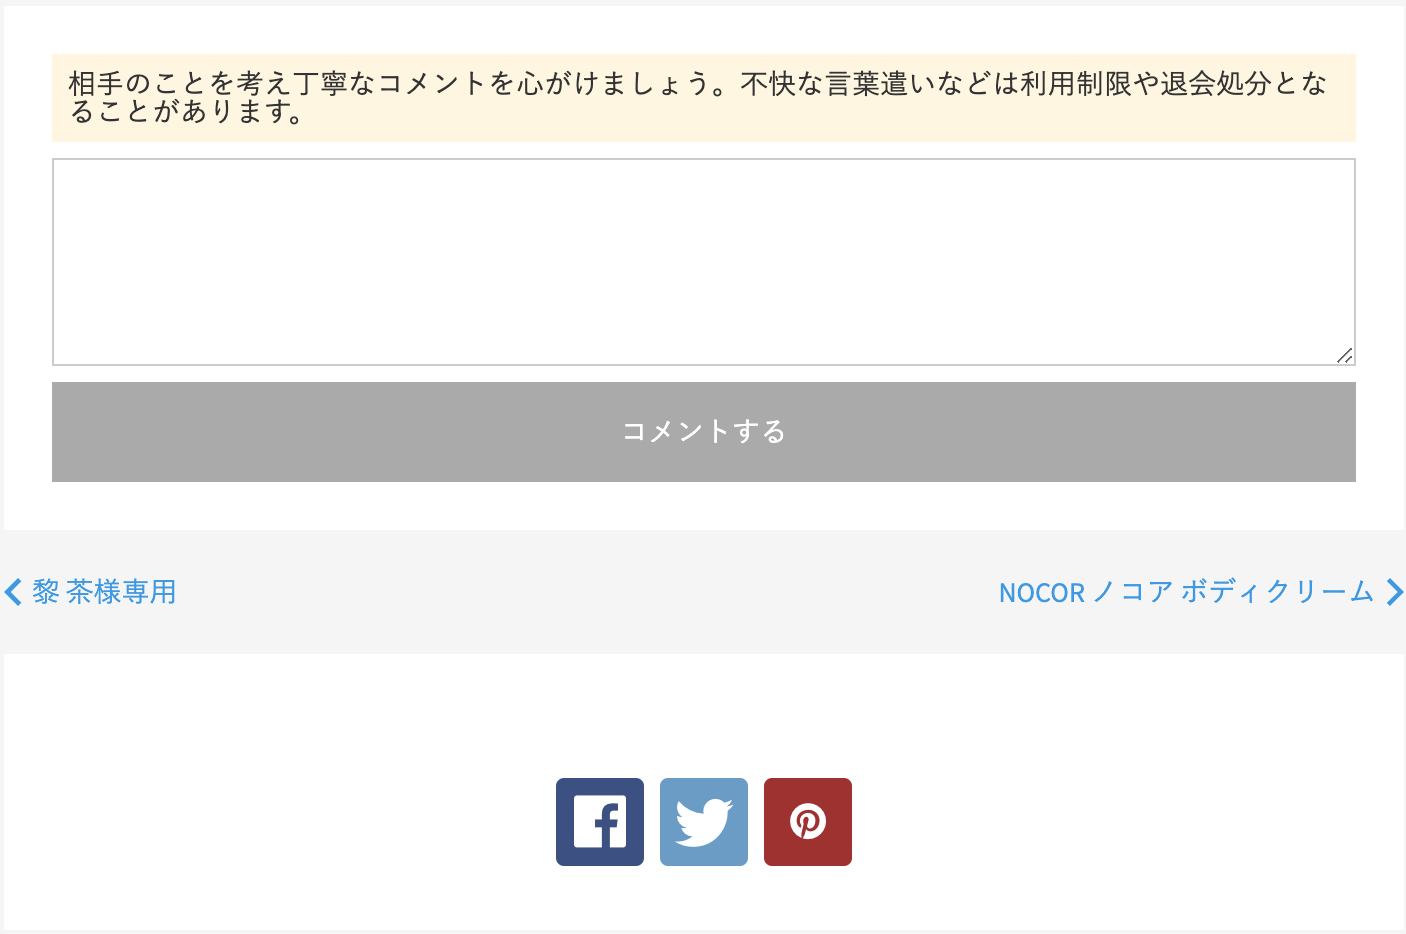 相手のことを考え丁寧なコメントを心がけましょう。不快な言葉遣いなどは利用制限や退会処分とな
ることがあります。
コメントする
黎 茶様専用
NOCOR ノコア ボディクリーム